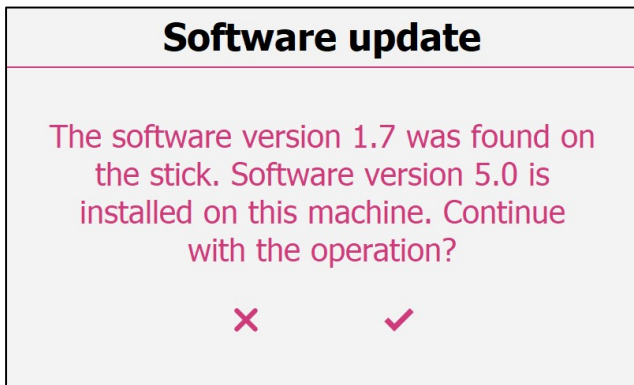 Software update
The software version 1.7 was found on
the stick. Software version 5.0 is
installed on this machine. Continue
with the operation?